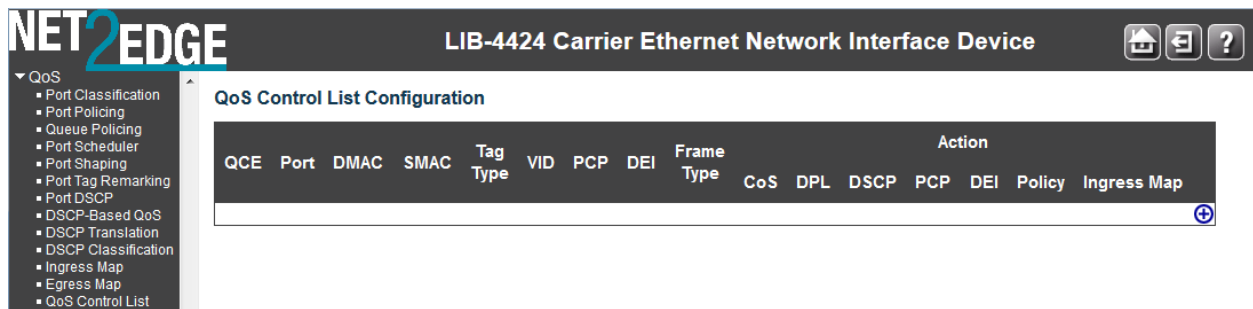 NET2EDGE
LIB-4424 Carrier Ethernet Network Interface Device
?
QoS
Port Classification
Port Policing
Queue Policing
Port Scheduler
Port Shaping
Port Tag Remarking
Port DSCP
DSCP-Based QoS
DSCP Translation
DSCP Classification
Ingress Map
Egress Map
QoS Control List
QoS Control List Configuration
QCE Port DMAC SMAC Tag Type VID PCP DEI Frame Type Action
CoS DPL DSCP PCP DEI Policy Ingress Map